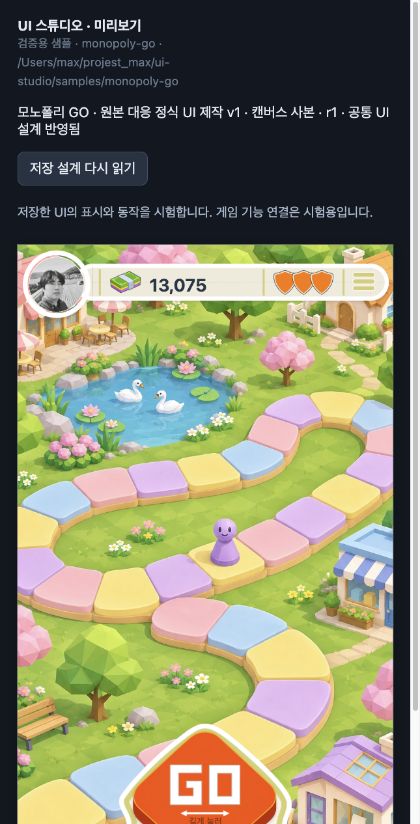 UI 스튜디오 · 미리보기
검증용 샘플 · monopoly-go ·
/Users/max/projest_max/ui-
studio/samples/monopoly-go
모노폴리 GO · 원본 대응 정식 UI 제작 v1 · 캔버스 사본 · r1 · 공통 UI
설계 반영됨
저장 설계 다시 읽기
저장한 UI의 표시와 동작을 시험합니다. 게임 기능 연결은 시험용입니다.
13,075
GO
길게 눌러